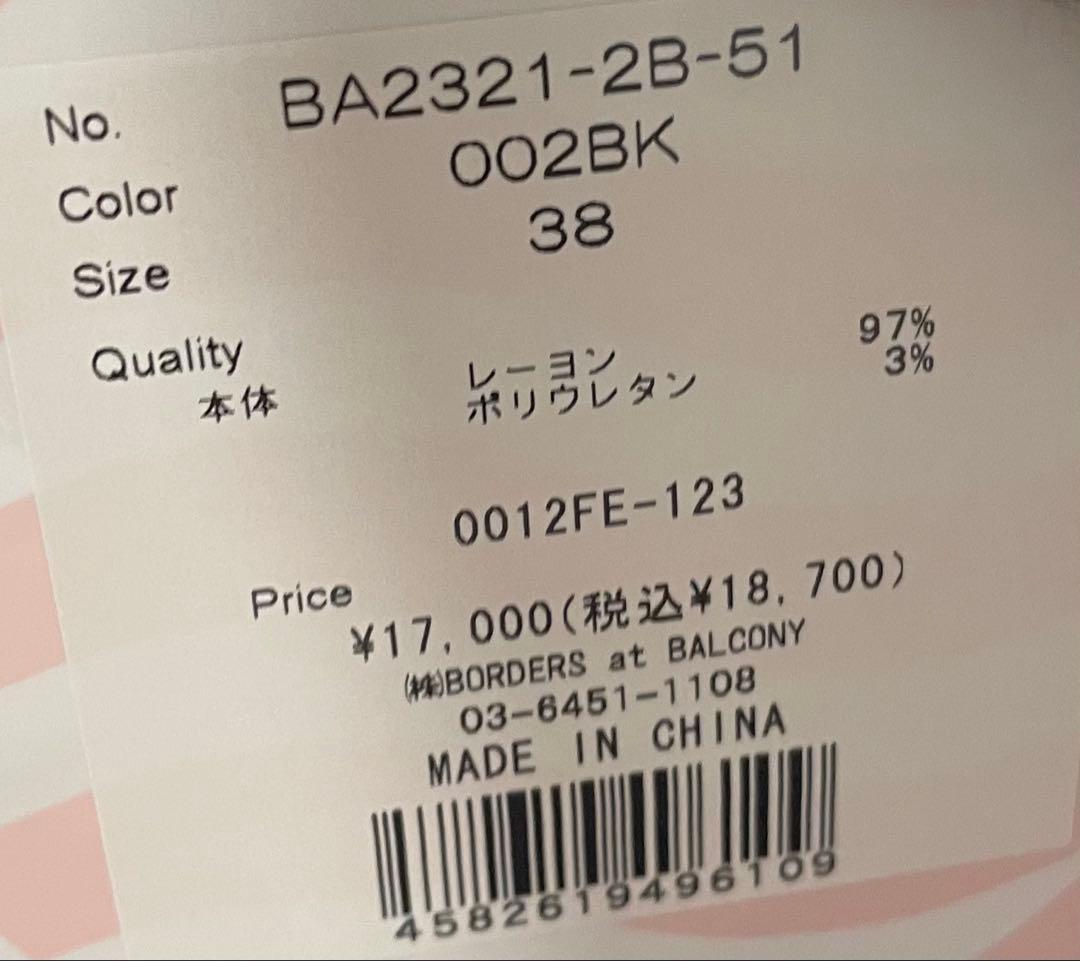 No. BA2321-2B-51
Color 002BK
Size 38
Quality
本体 レーヨン 97%
ポリウレタン 3%
0012FE-123
Price
¥17,000(税込¥18,700)
㈱BORDERS at BALCONY
03-6451-1108
MADE IN CHINA
4582619496109